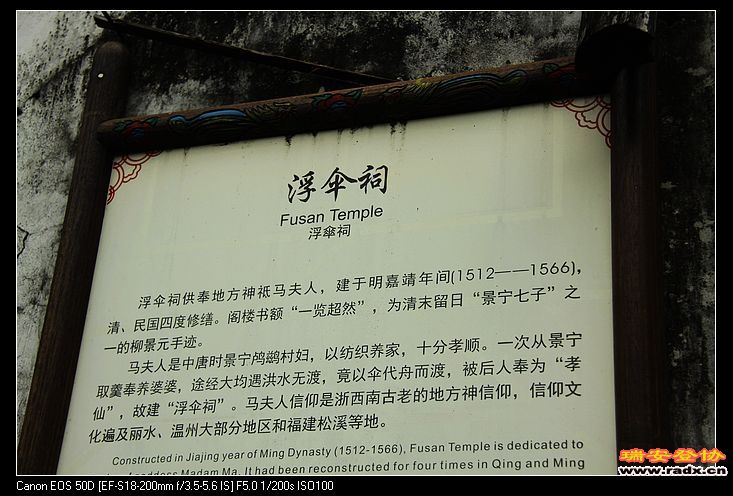 浮伞祠
Fusan Temple
浮傘祠
浮伞祠供奉地方神祗马夫人，建于明嘉靖年间(1512——1566)，
清、民国四度修缮。阁楼书额“一览超然”，为清末留日“景宁七子”之
一的柳景元手迹。
马夫人是中唐时景宁鸬鹚村妇，以纺织养家，十分孝顺。一次从景宁
取羹奉养婆婆，途经大均遇洪水无渡，竟以伞代舟而渡，被后人奉为“孝
仙”，故建“浮伞祠”。马夫人信仰是浙西南古老的地方神信仰，信仰文
化遍及丽水、温州大部分地区和福建松溪等地。
Constructed in Jiajing year of Ming Dynasty (1512-1566), Fusan Temple is dedicated to
Madam Ma. It had been reconstructed for four times in Qing and Ming
瑞安登协
www.radx.cn
Canon EOS 50D [EF-S18-200mm f/3.5-5.6 IS] F5.0 1/200s ISO100